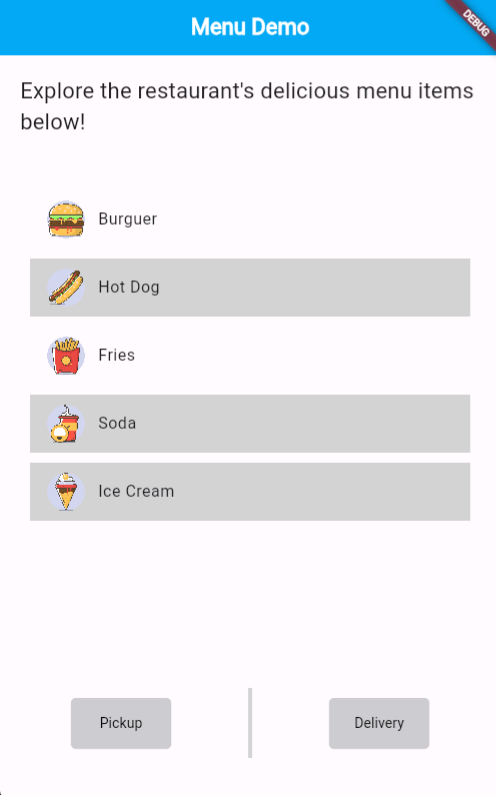 Menu Demo
DEBUG
Explore the restaurant's delicious menu items
below!
Burguer
Hot Dog
Fries
Soda
Ice Cream
Pickup
Delivery